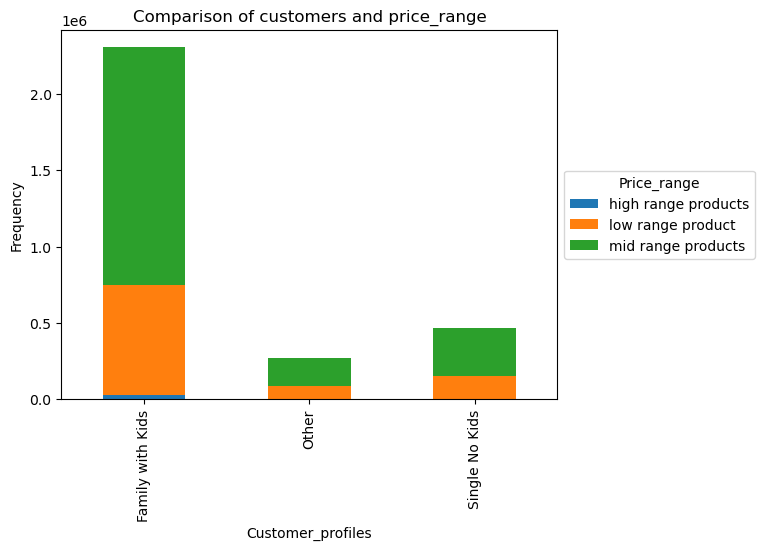 Comparison of customers and price_range
1e6
2.0
1.5
1.0
0.5
0.0
Frequency
Family with Kids
Other
Single No Kids
Customer_profiles
Price_range
high range products
low range product
mid range products